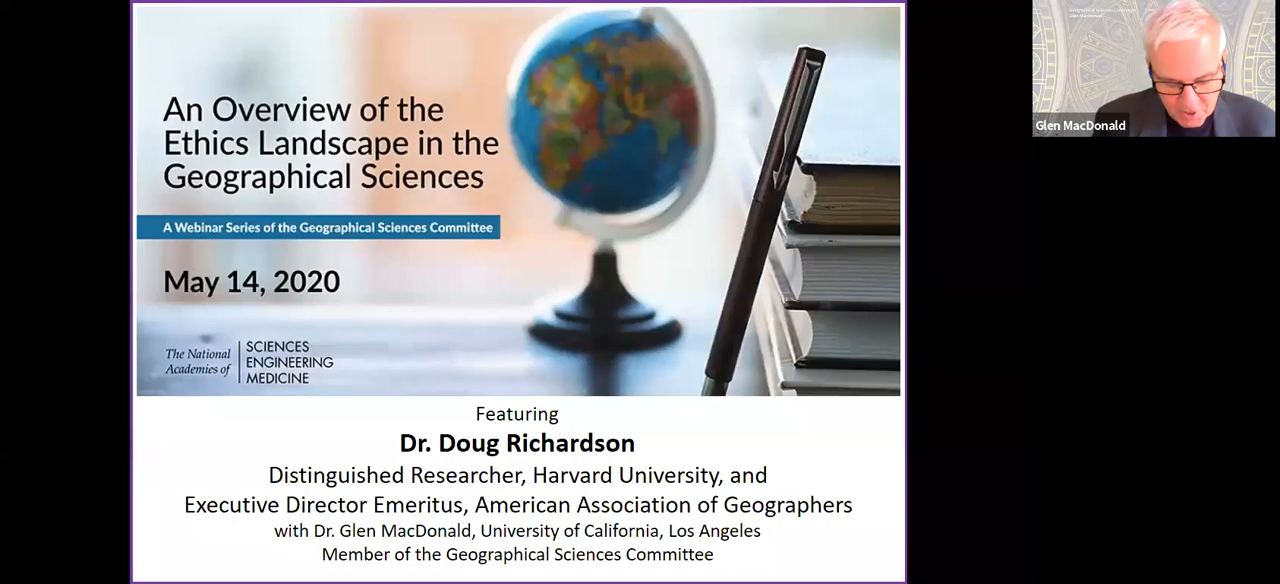 An Overview of the
Ethics Landscape in the
Geographical Sciences
A Webinar Series of the Geographical Sciences Committee
May 14, 2020
The National
Academies of
SCIENCES
ENGINEERING
MEDICINE
Featuring
Dr. Doug Richardson
Distinguished Researcher, Harvard University, and
Executive Director Emeritus, American Association of Geographers
with Dr. Glen MacDonald, University of California, Los Angeles
Member of the Geographical Sciences Committee
Glen MacDonald